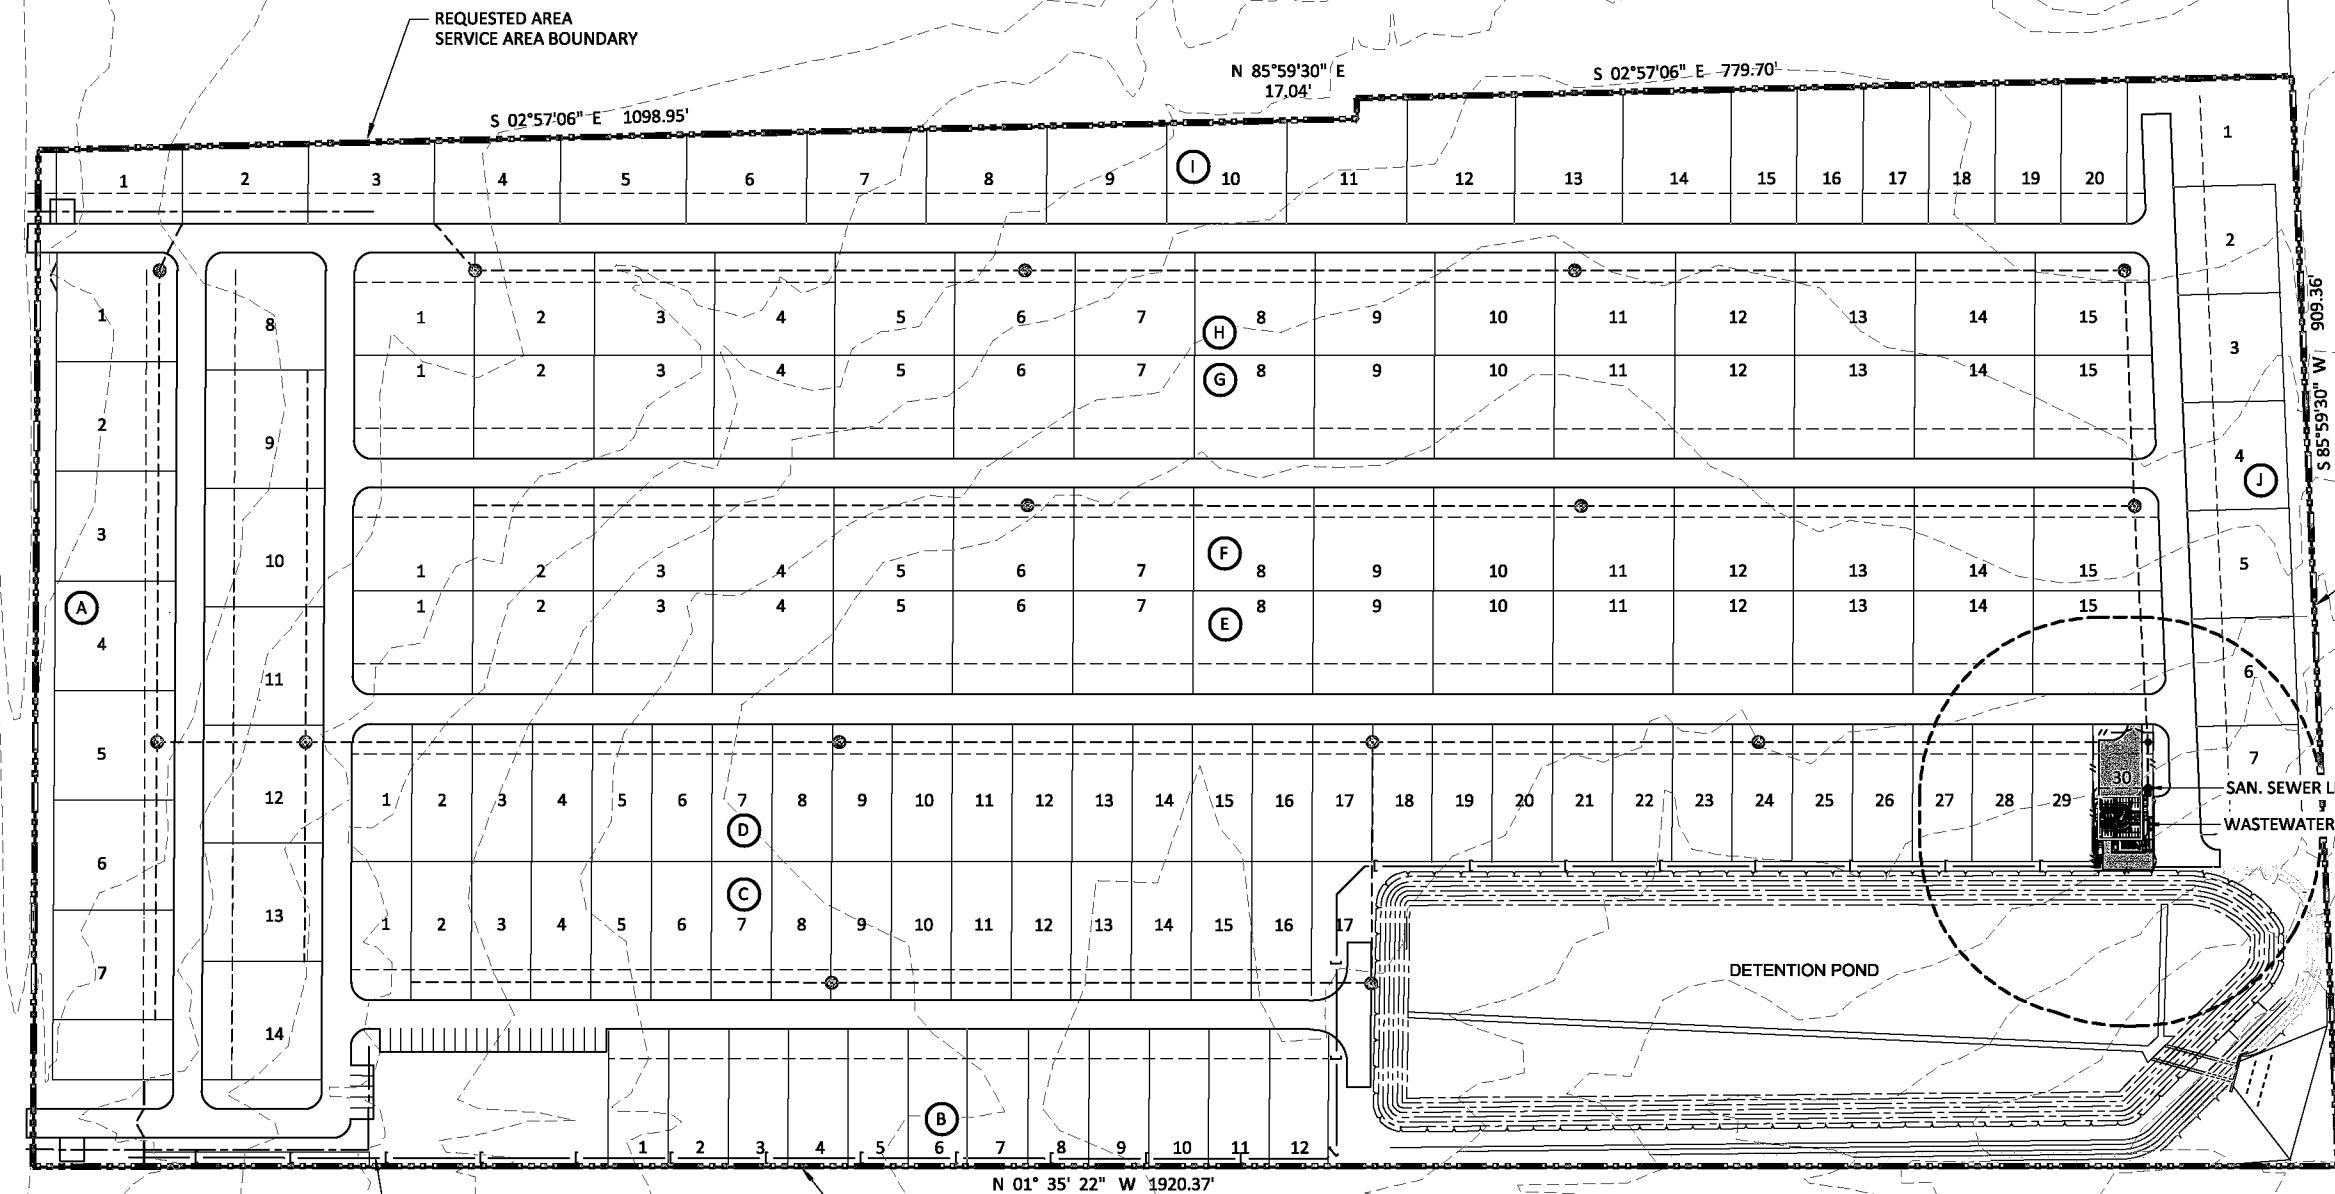 REQUESTED AREA
SERVICE AREA BOUNDARY
N 85°59'30" E
17.04'
S 02°57'06" E 779.70'
S 02°57'06" E 1098.95'
1 2 3 4 5 6 7 8 9 10 11 12 13 14 15 16 17 18 19 20
I
1 2 3 4 5 6 7
A
8 9 10 11 12 13 14
1 2 3 4 5 6 7 8 9 10 11 12 13 14 15
H
G
1 2 3 4 5 6 7 8 9 10 11 12 13 14 15
F
1 2 3 4 5 6 7 8 9 10 11 12 13 14 15
1 2 3 4 5 6 7 8 9 10 11 12 13 14 15
E
1 2 3 4 5 6 7
J
S 85°59'30" W 909.36'
1 2 3 4 5 6 7 8 9 10 11 12 13 14 15 16 17 18 19 20 21 22 23 24 25 26 27 28 29 30
D
C
1 2 3 4 5 6 7 8 9 10 11 12 13 14 15 16 17
SAN. SEWER LI
WASTEWATER
DETENTION POND
B
1 2 3 4 5 6 7 8 9 10 11 12
N 01° 35' 22" W 1920.37'